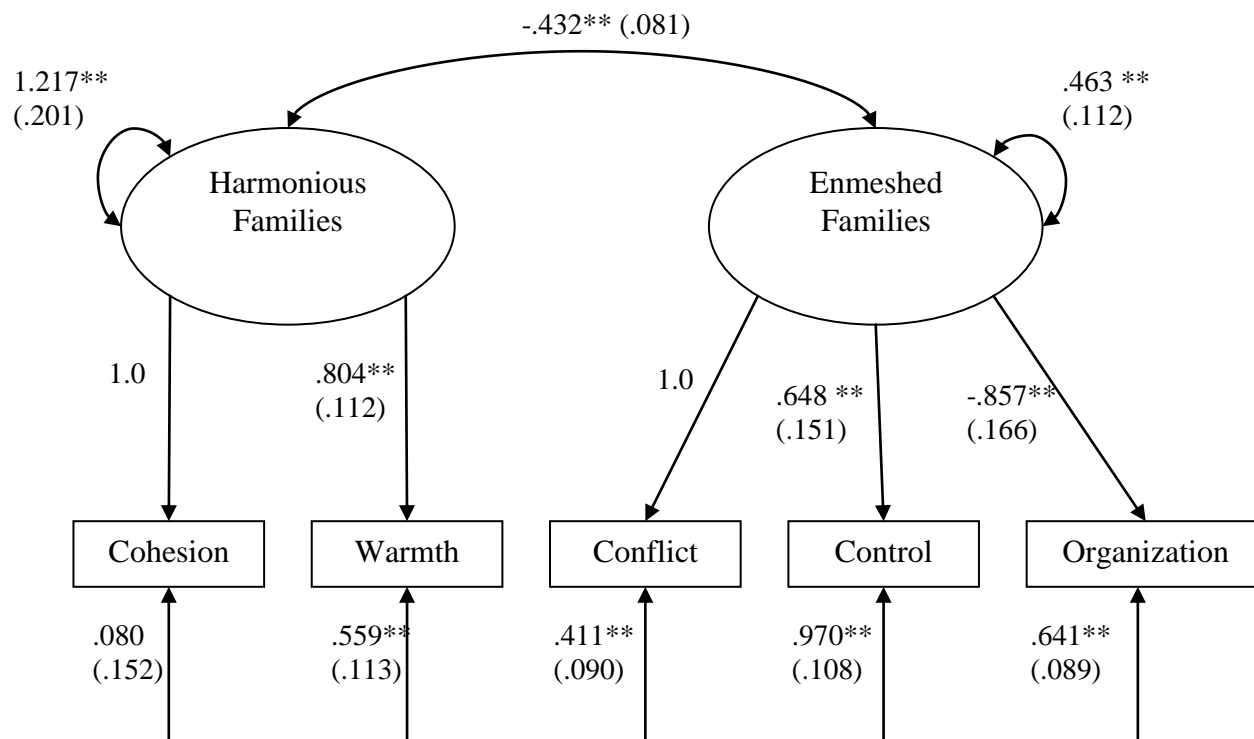 -.432** (.081)
1.217**
(.201)
.463 **
(.112)
Harmonious
Families
Enmeshed
Families
1.0
.804**
(.112)
1.0
.648 **
(.151)
-.857**
(.166)
Cohesion
Warmth
Conflict
Control
Organization
.080
(.152)
.559**
(.113)
.411**
(.090)
.970**
(.108)
.641**
(.089)